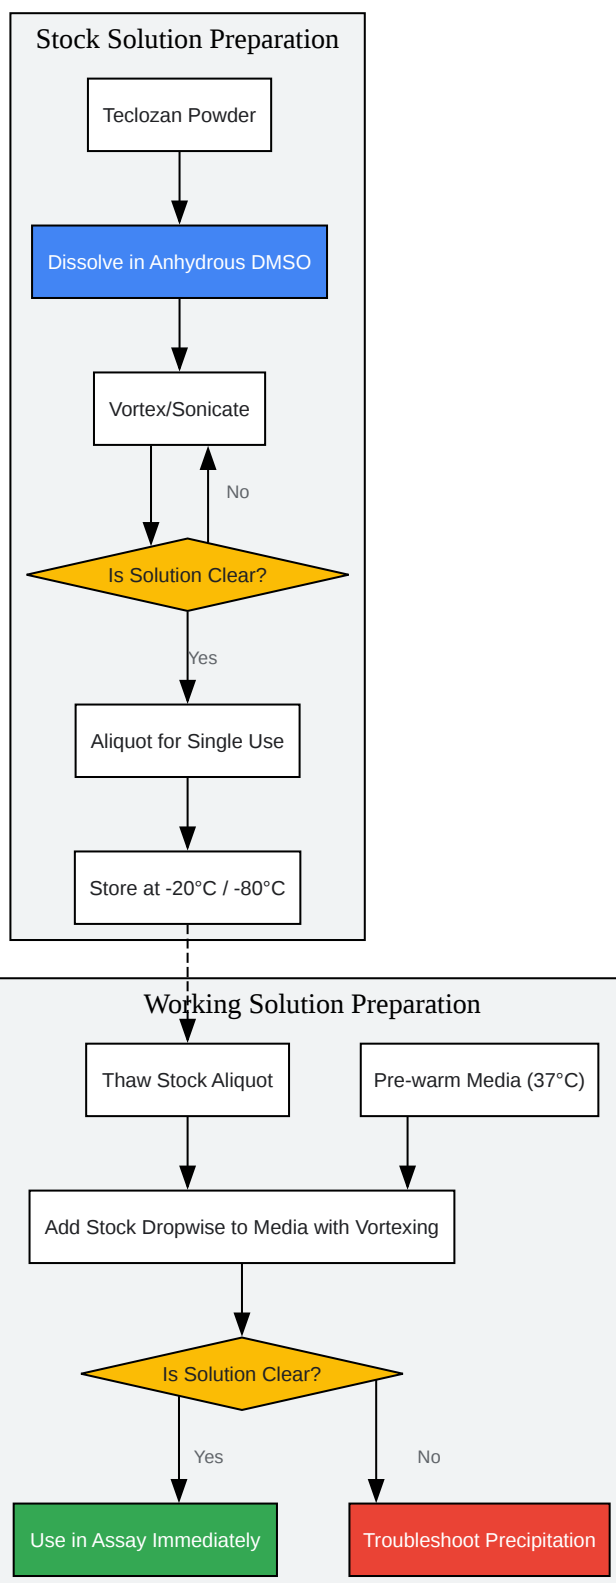 Stock Solution Preparation
Teclozan Powder
Dissolve in Anhydrous DMSO
Vortex/Sonicate
No
Is Solution Clear?
Yes
Aliquot for Single Use
Store at -20°C / -80°C
Working Solution Preparation
Thaw Stock Aliquot
Pre-warm Media (37°C)
Add Stock Dropwise to Media with Vortexing
Is Solution Clear?
Yes
No
Use in Assay Immediately
Troubleshoot Precipitation